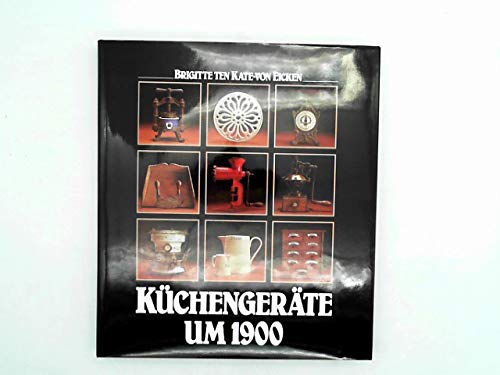 BRIGITTE TEN KATE-VON EICKEN
KÜCHENGERÄTE
UM 1900